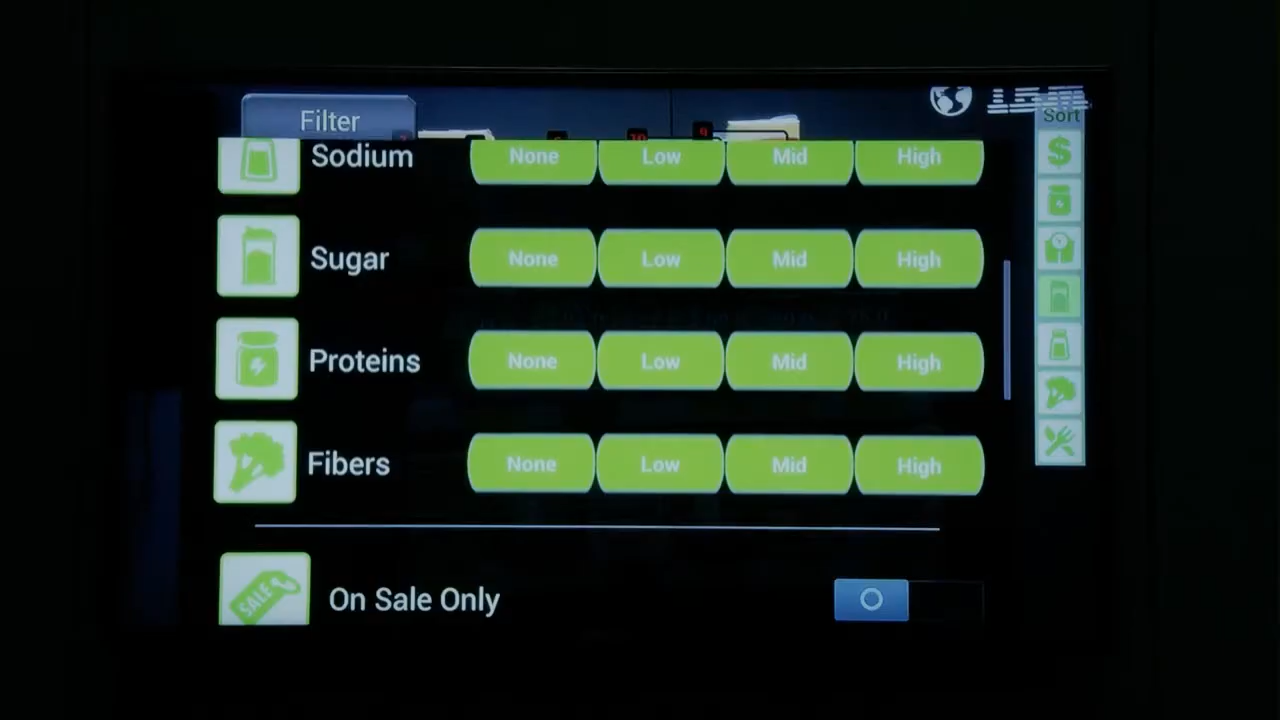 Filter
IBM
Sort
Sodium None Low Mid High
Sugar None Low Mid High
Proteins None Low Mid High
Fibers None Low Mid High
SALE
On Sale Only